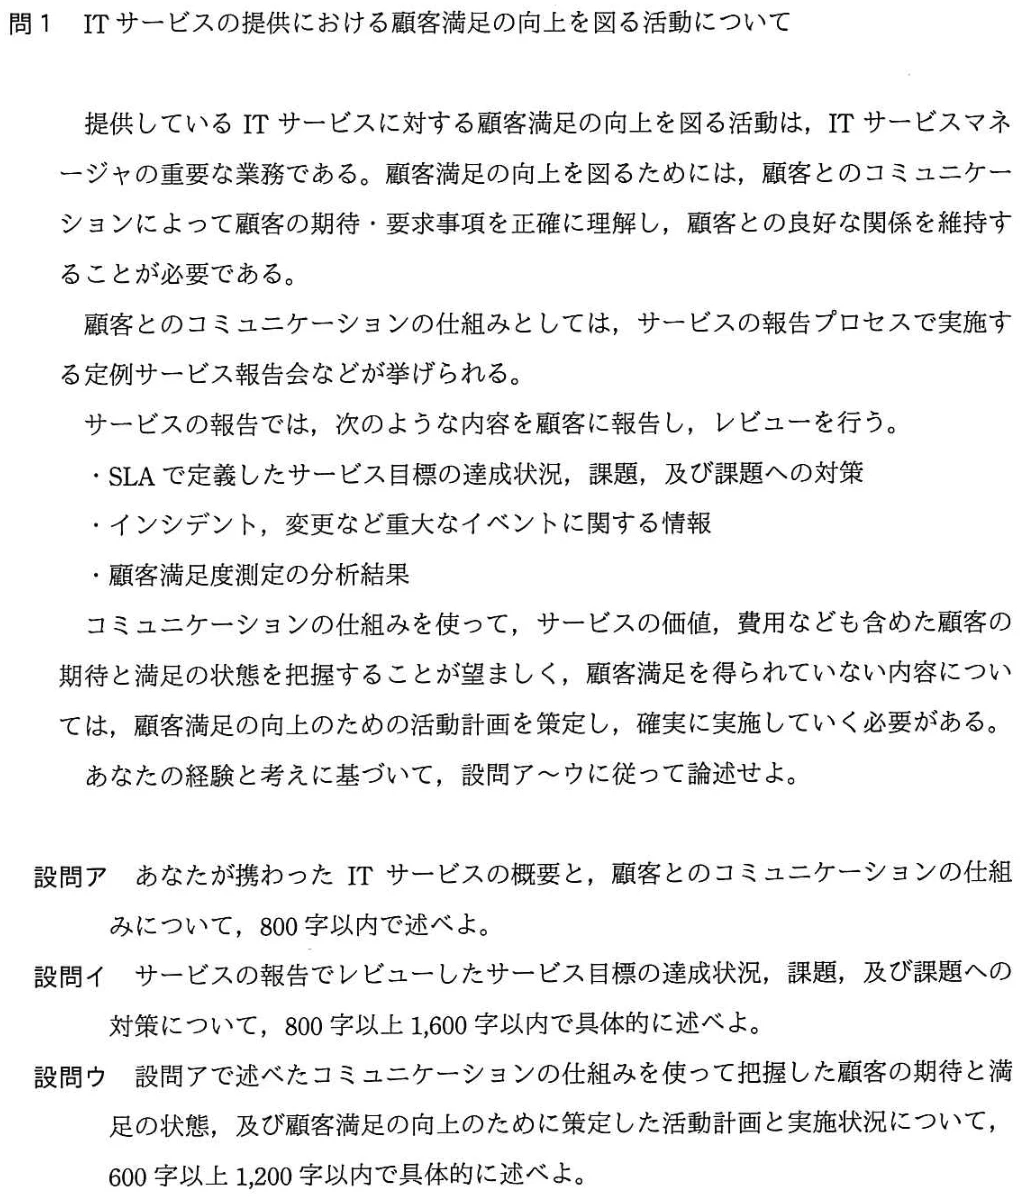 問1　ITサービスの提供における顧客満足の向上を図る活動について
提供しているITサービスに対する顧客満足の向上を図る活動は，ITサービスマネ
ージャの重要な業務である。顧客満足の向上を図るためには，顧客とのコミュニケー
ションによって顧客の期待・要求事項を正確に理解し，顧客との良好な関係を維持す
ることが必要である。
顧客とのコミュニケーションの仕組みとしては，サービスの報告プロセスで実施す
る定例サービス報告会などが挙げられる。
サービスの報告では，次のような内容を顧客に報告し，レビューを行う。
・SLAで定義したサービス目標の達成状況，課題，及び課題への対策
・インシデント，変更など重大なイベントに関する情報
・顧客満足度測定の分析結果
コミュニケーションの仕組みを使って，サービスの価値，費用なども含めた顧客の
期待と満足の状態を把握することが望ましく，顧客満足を得られていない内容につい
ては，顧客満足の向上のための活動計画を策定し，確実に実施していく必要がある。
あなたの経験と考えに基づいて，設問ア～ウに従って論述せよ。
設問ア　あなたが携わった IT サービスの概要と，顧客とのコミュニケーションの仕組
みについて，800字以内で述べよ。
設問イ　サービスの報告でレビューしたサービス目標の達成状況，課題，及び課題への
対策について，800字以上1,600字以内で具体的に述べよ。
設問ウ　設問アで述べたコミュニケーションの仕組みを使って把握した顧客の期待と満
足の状態，及び顧客満足の向上のために策定した活動計画と実施状況について，
600字以上1,200字以内で具体的に述べよ。